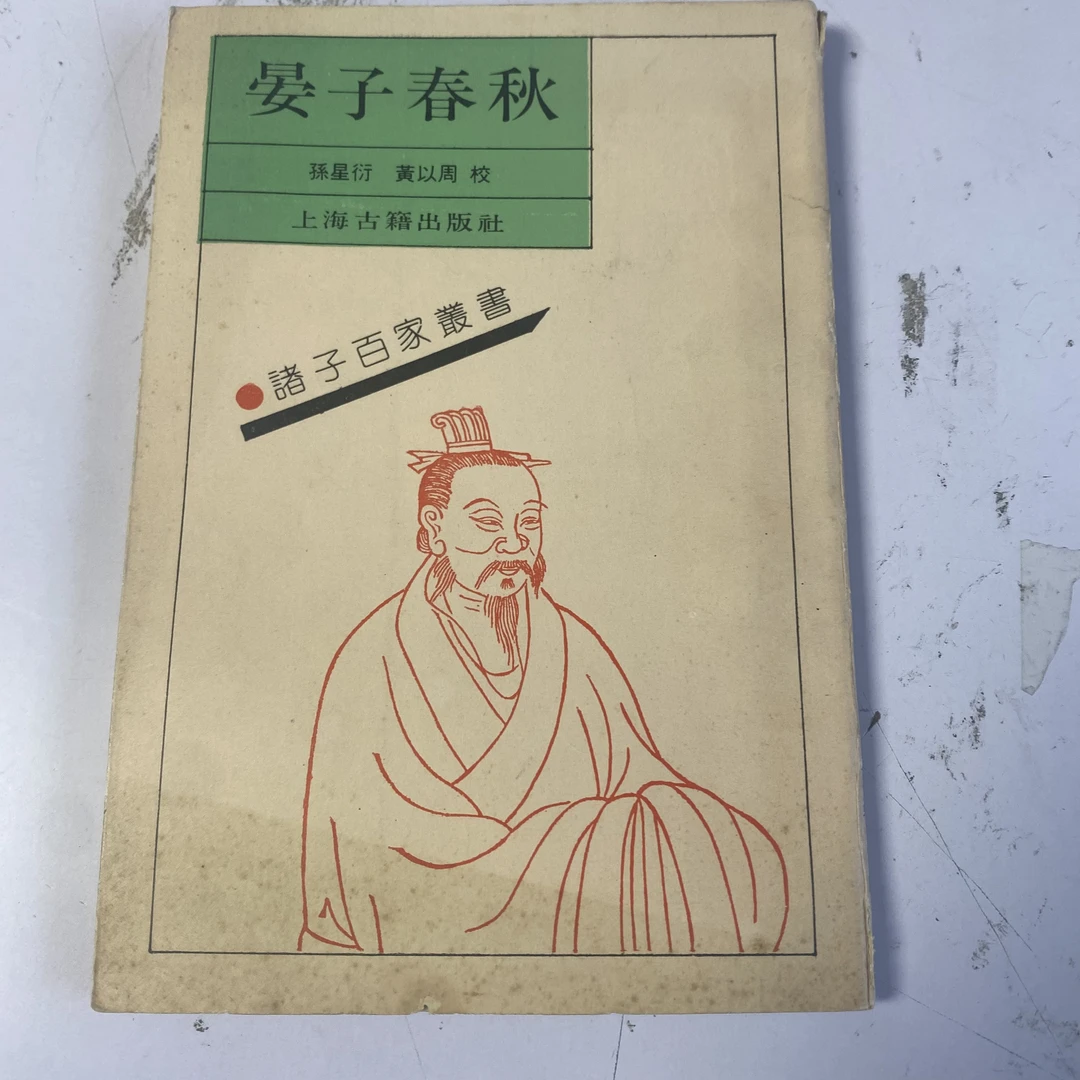 晏子春秋
孫星衍 黃以周 校
上海古籍出版社
諸子百家叢書